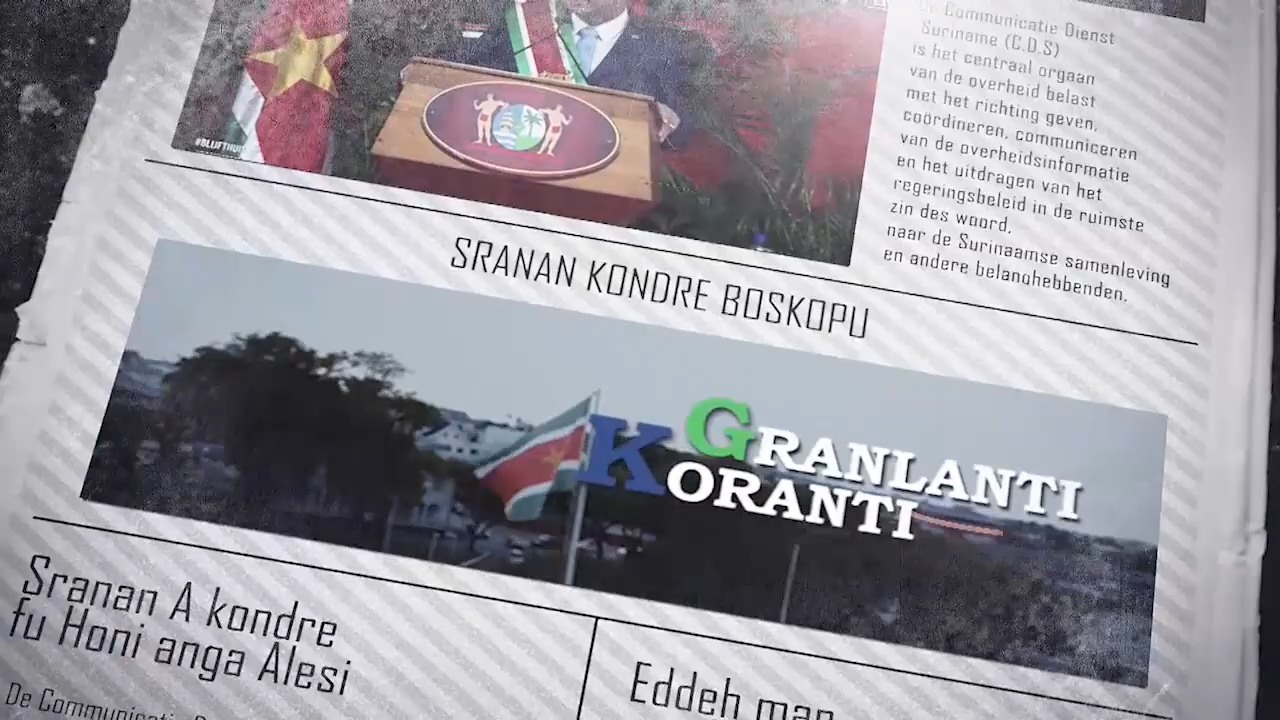 De Communicatie Dienst
Suriname (C.D.S)
is het centraal orgaan
van de overheid belast
met het richting geven,
coördineren, communiceren
van de overheidsinformatie
en het uitdragen van het
regeringsbeleid in de ruimste
zin des woord.
naar de Surinaamse samenleving
en andere belanghebbenden.
SRANAN KONDRE BOSKOPU
GRANLANTI
KORANTI
Sranan A kondre
fu Honi anga Alesi
De Communicatie
Eddeh man